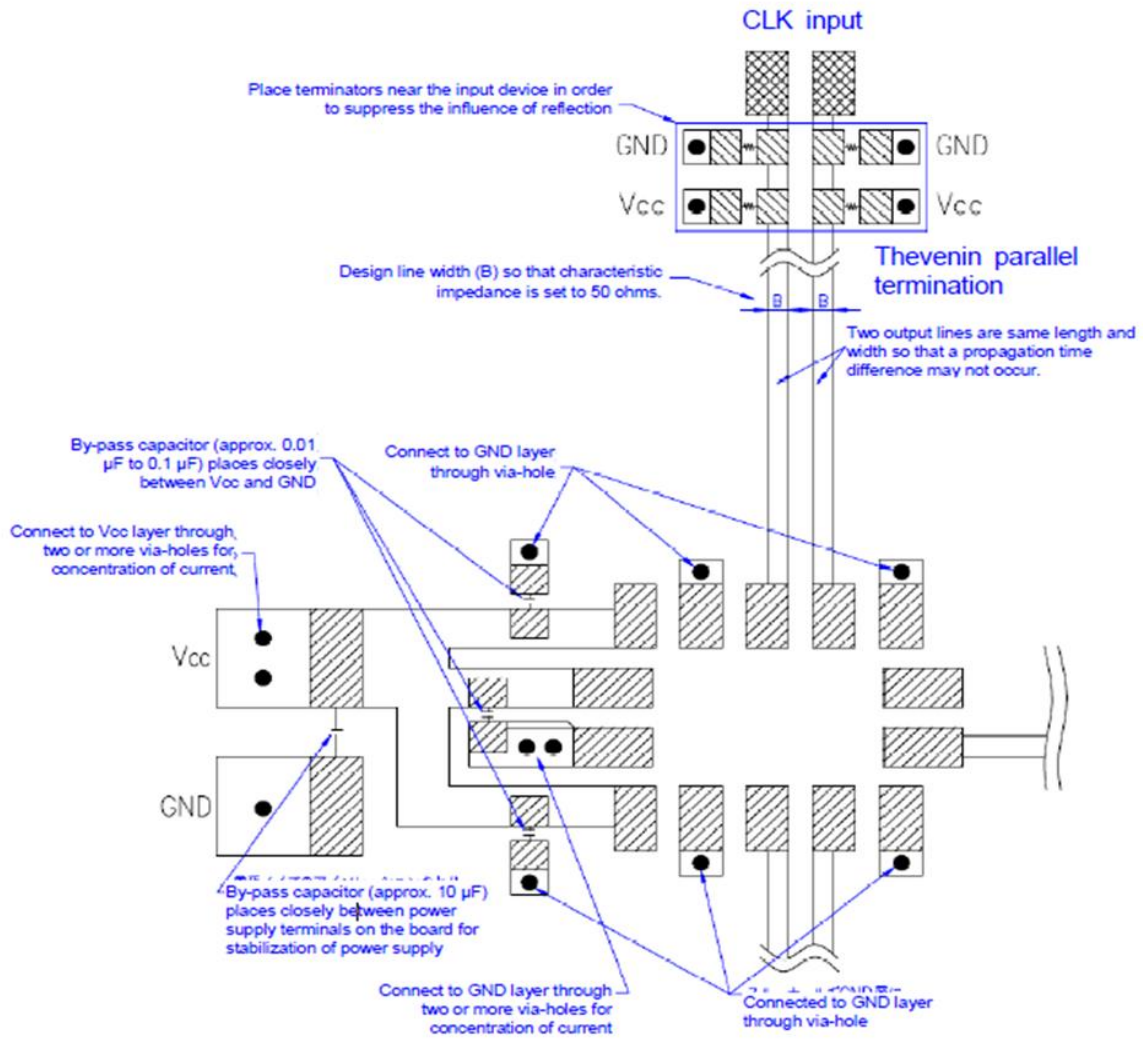 CLK input
Place terminators near the input device in order
to suppress the influence of reflection
GND
GND
Vcc
Vcc
Thevenin parallel
termination
Design line width (B) so that characteristic
impedance is set to 50 ohms.
B
B
Two output lines are same length and
width so that a propagation time
difference may not occur.
By-pass capacitor (approx. 0.01
µF to 0.1 µF) places closely
between Vcc and GND
Connect to GND layer
through via-hole
Connect to Vcc layer through
two or more via-holes for
concentration of current,
Vcc
GND
By-pass capacitor (approx. 10 µF)
places closely between power
supply terminals on the board for
stabilization of power supply
Connect to GND layer through
two or more via-holes for
concentration of current
Connected to GND layer
through via-hole